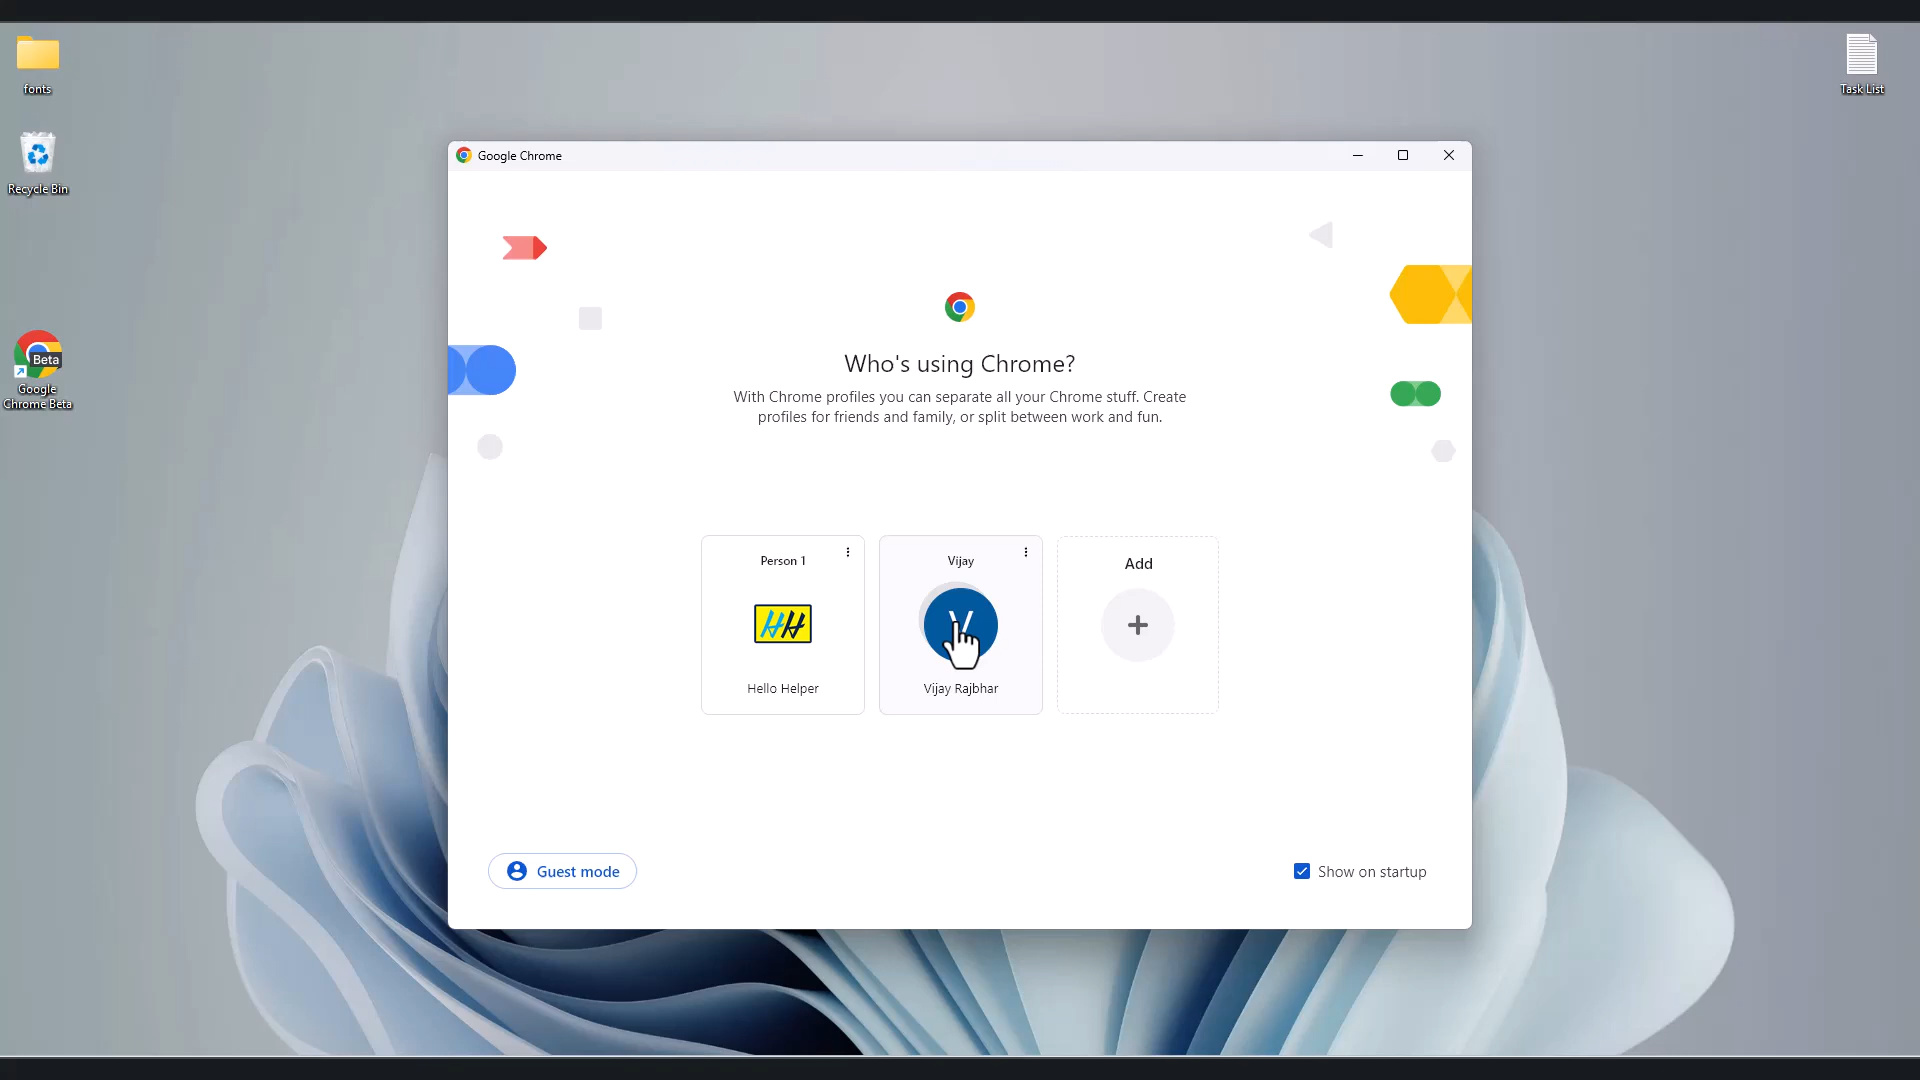 fonts
Recycle Bin
Beta
Google
Chrome Beta
Task List
Google Chrome
Who's using Chrome?
With Chrome profiles you can separate all your Chrome stuff. Create
profiles for friends and family, or split between work and fun.
Person 1
HH
Hello Helper
Vijay
V
Vijay Rajbhar
Add
Guest mode
Show on startup